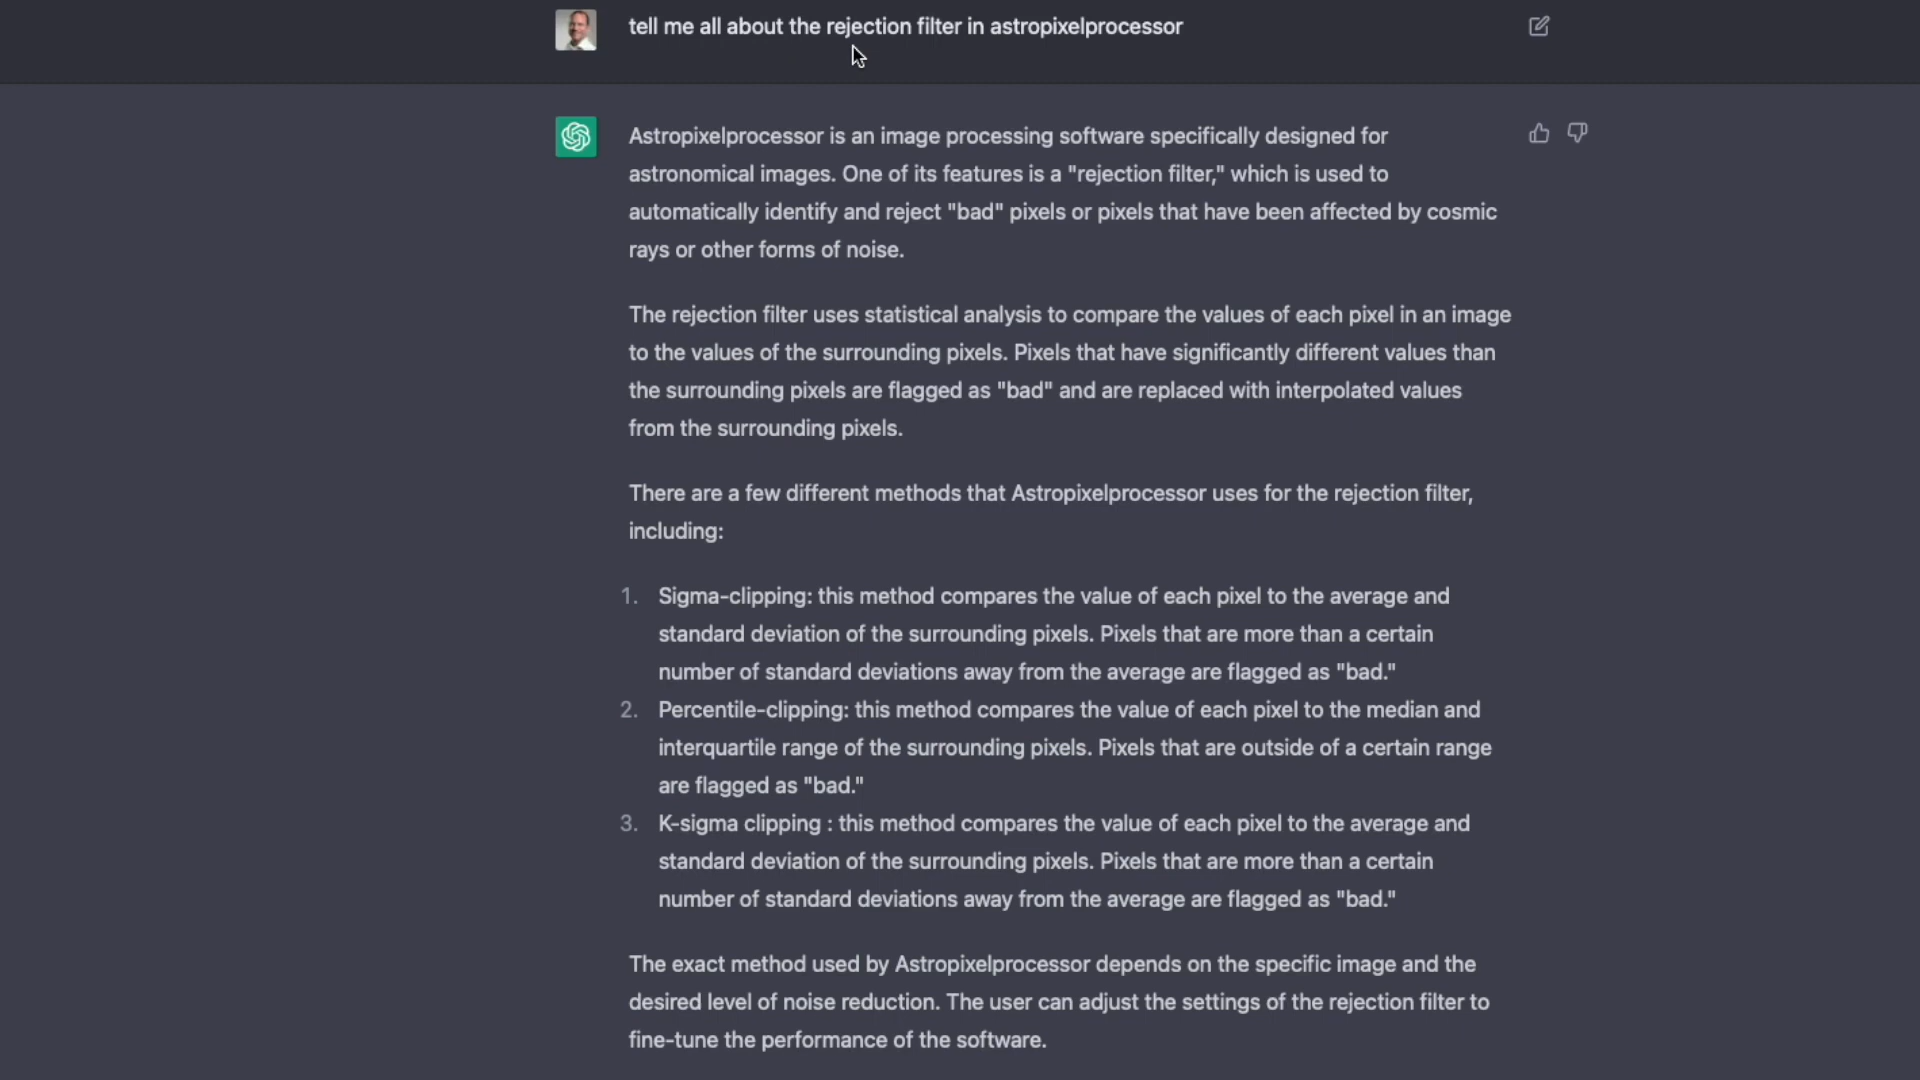 tell me all about the rejection filter in astropixelprocessor
Astropixelprocessor is an image processing software specifically designed for
astronomical images. One of its features is a "rejection filter," which is used to
automatically identify and reject "bad" pixels or pixels that have been affected by cosmic
rays or other forms of noise.
The rejection filter uses statistical analysis to compare the values of each pixel in an image
to the values of the surrounding pixels. Pixels that have significantly different values than
the surrounding pixels are flagged as "bad" and are replaced with interpolated values
from the surrounding pixels.
There are a few different methods that Astropixelprocessor uses for the rejection filter,
including:
1. Sigma-clipping: this method compares the value of each pixel to the average and
standard deviation of the surrounding pixels. Pixels that are more than a certain
number of standard deviations away from the average are flagged as "bad."
2. Percentile-clipping: this method compares the value of each pixel to the median and
interquartile range of the surrounding pixels. Pixels that are outside of a certain range
are flagged as "bad."
3. K-sigma clipping : this method compares the value of each pixel to the average and
standard deviation of the surrounding pixels. Pixels that are more than a certain
number of standard deviations away from the average are flagged as "bad."
The exact method used by Astropixelprocessor depends on the specific image and the
desired level of noise reduction. The user can adjust the settings of the rejection filter to
fine-tune the performance of the software.